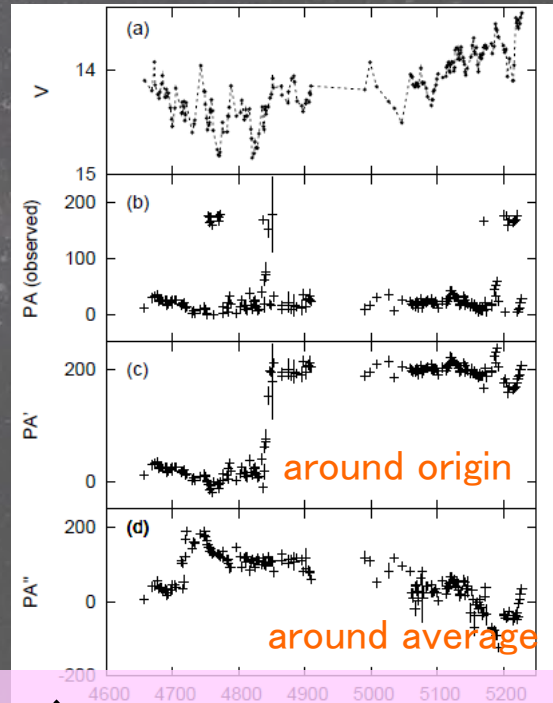 (a)
14
V
15
(b)
200
100
0
PA (observed)
(c)
200
0
PA'
around origin
(d)
200
0
-200
PA"
around average
4600 4700 4800 4900 5000 5100 5200